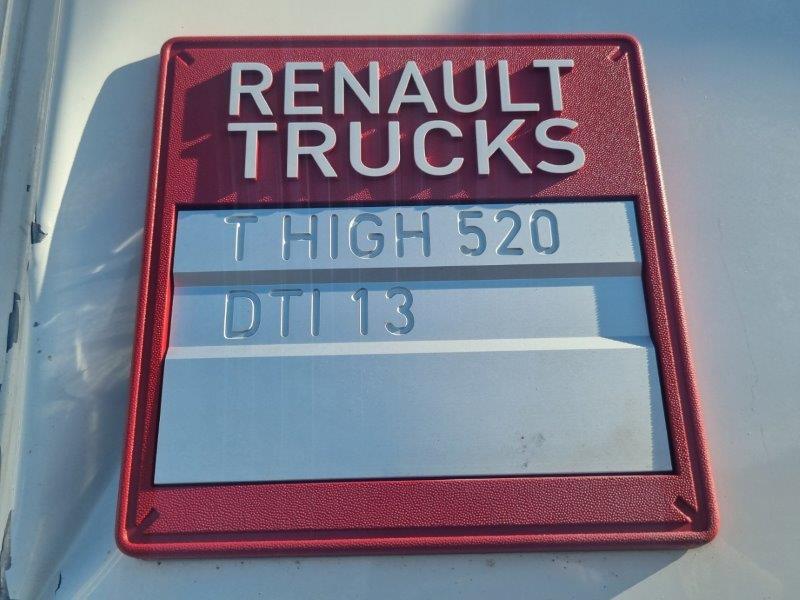 RENAULT
TRUCKS
T HIGH 520
DTI 13